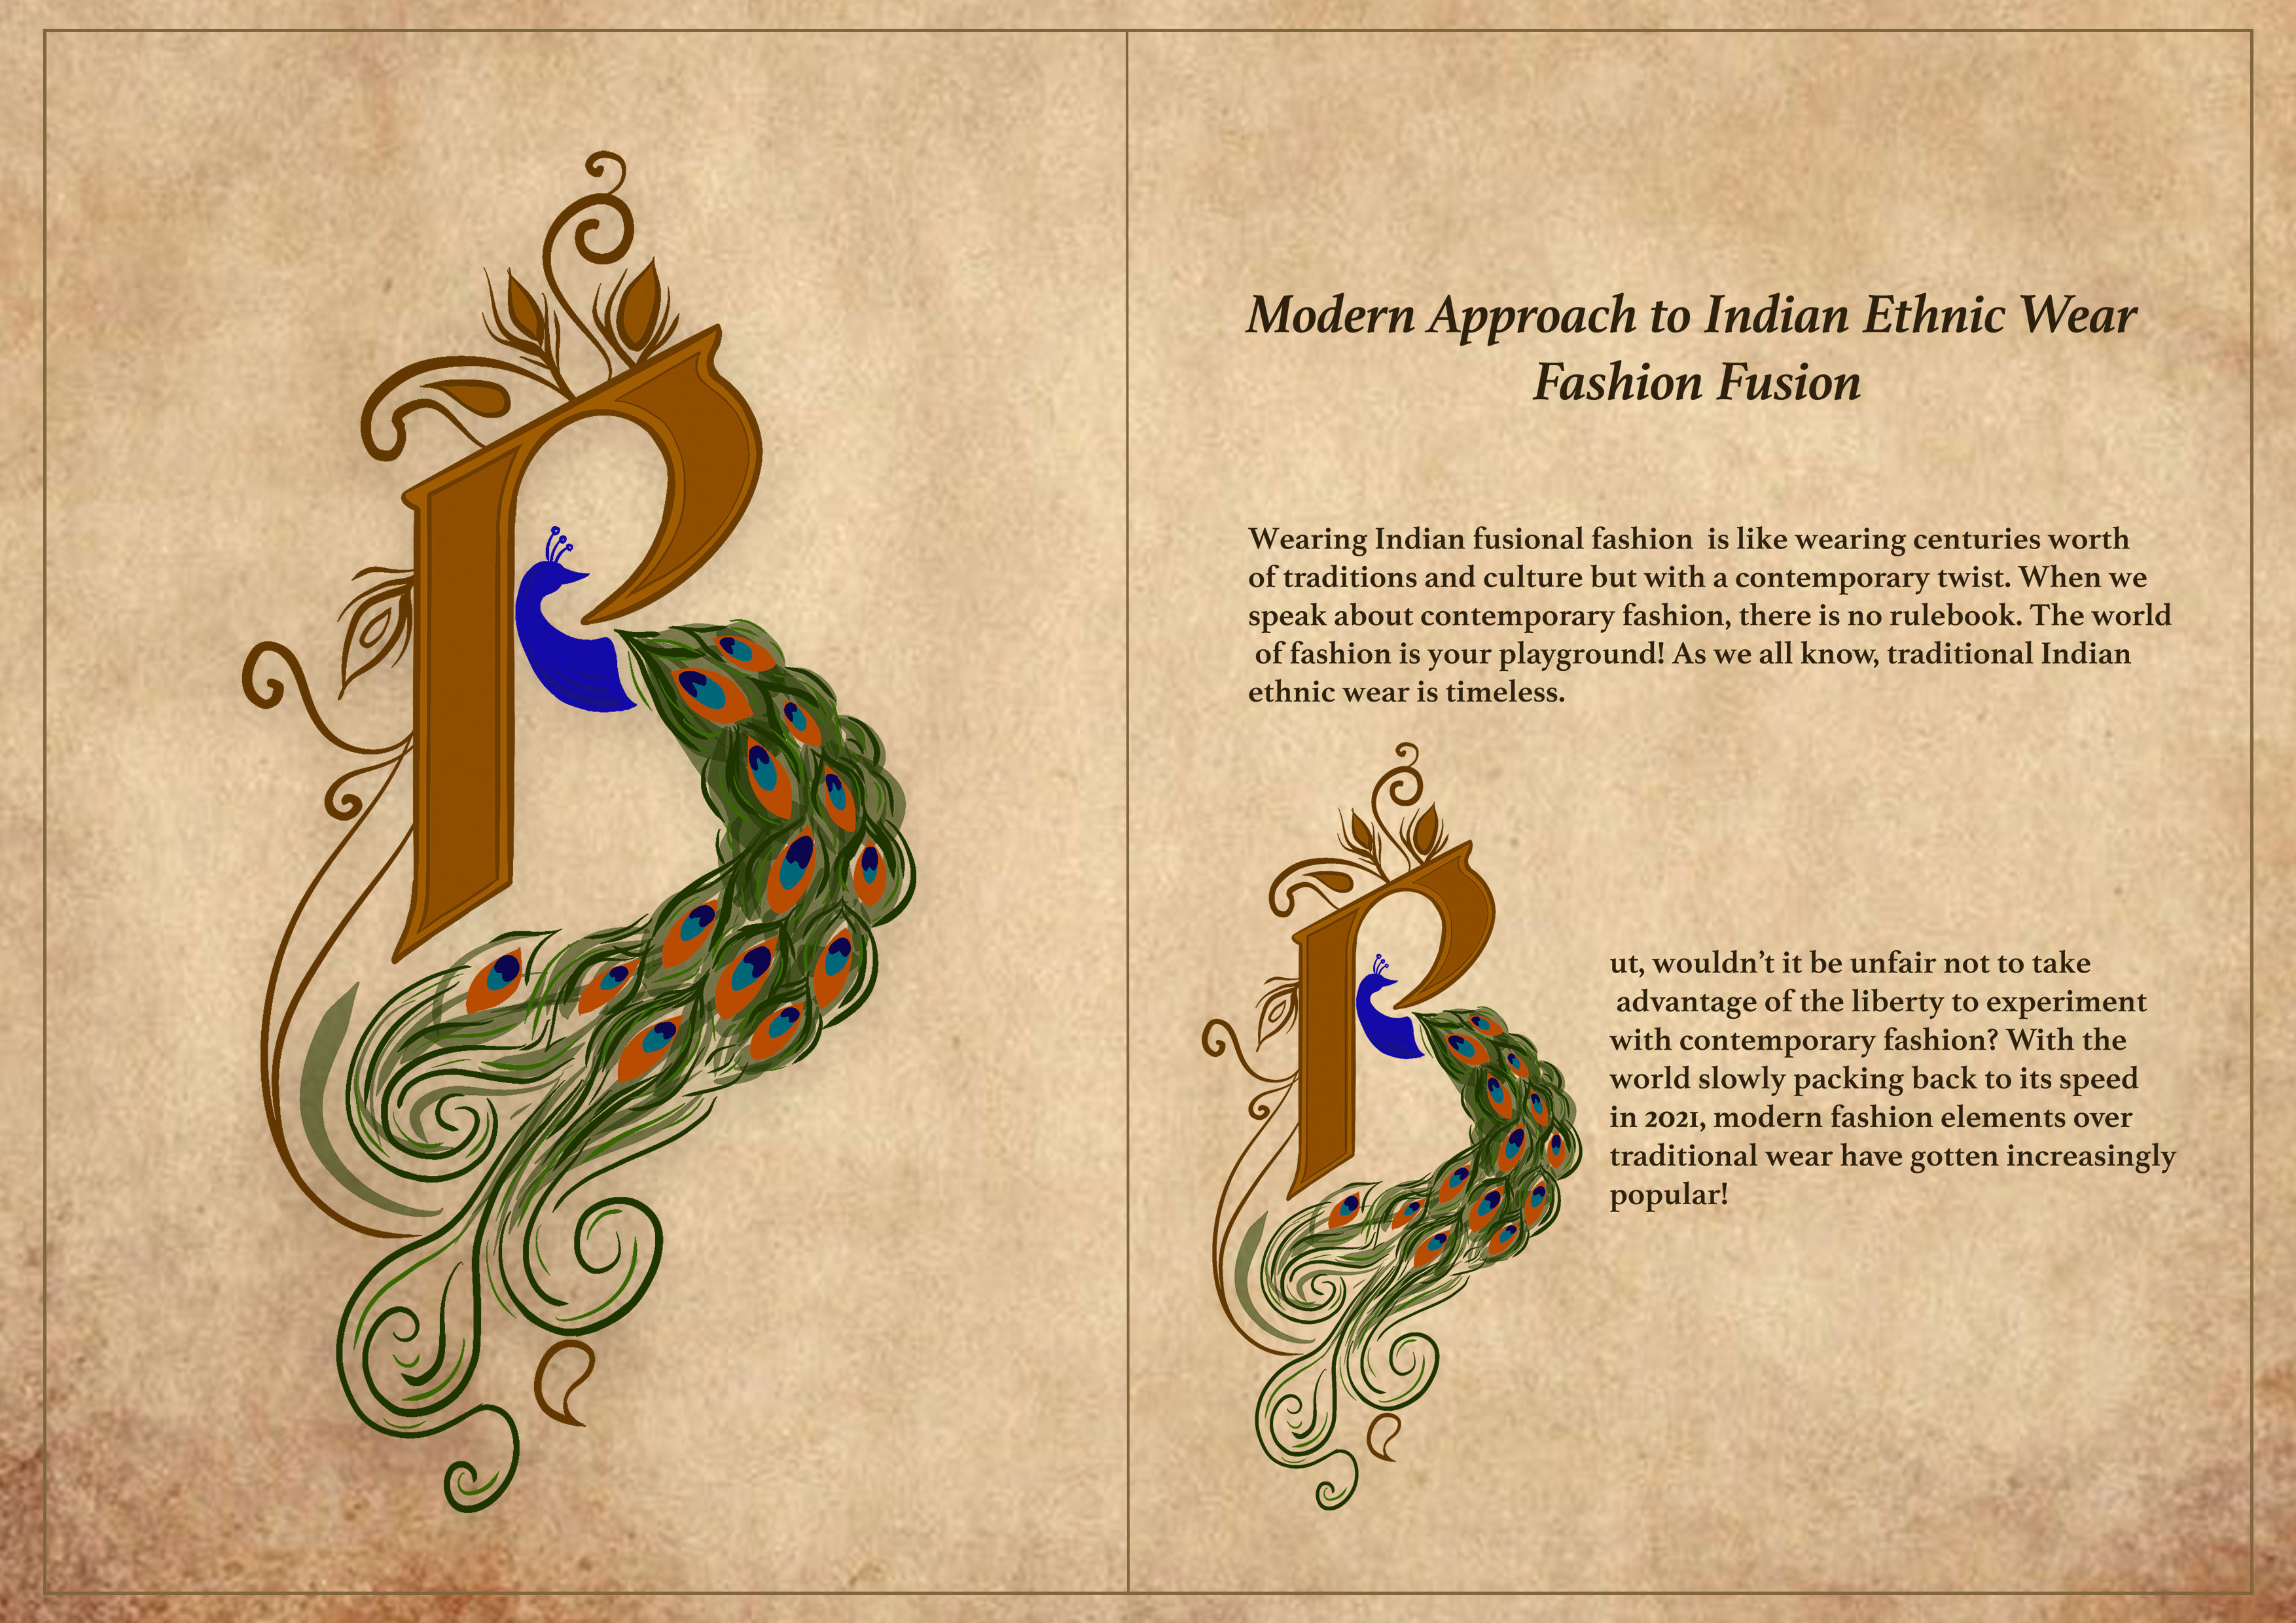 Modern Approach to Indian Ethnic Wear
Fashion Fusion
Wearing Indian fusional fashion  is like wearing centuries worth
of traditions and culture but with a contemporary twist. When we
speak about contemporary fashion, there is no rulebook. The world
of fashion is your playground! As we all know, traditional Indian
ethnic wear is timeless.
But, wouldn’t it be unfair not to take
advantage of the liberty to experiment
with contemporary fashion? With the
world slowly packing back to its speed
in 2021, modern fashion elements over
traditional wear have gotten increasingly
popular!